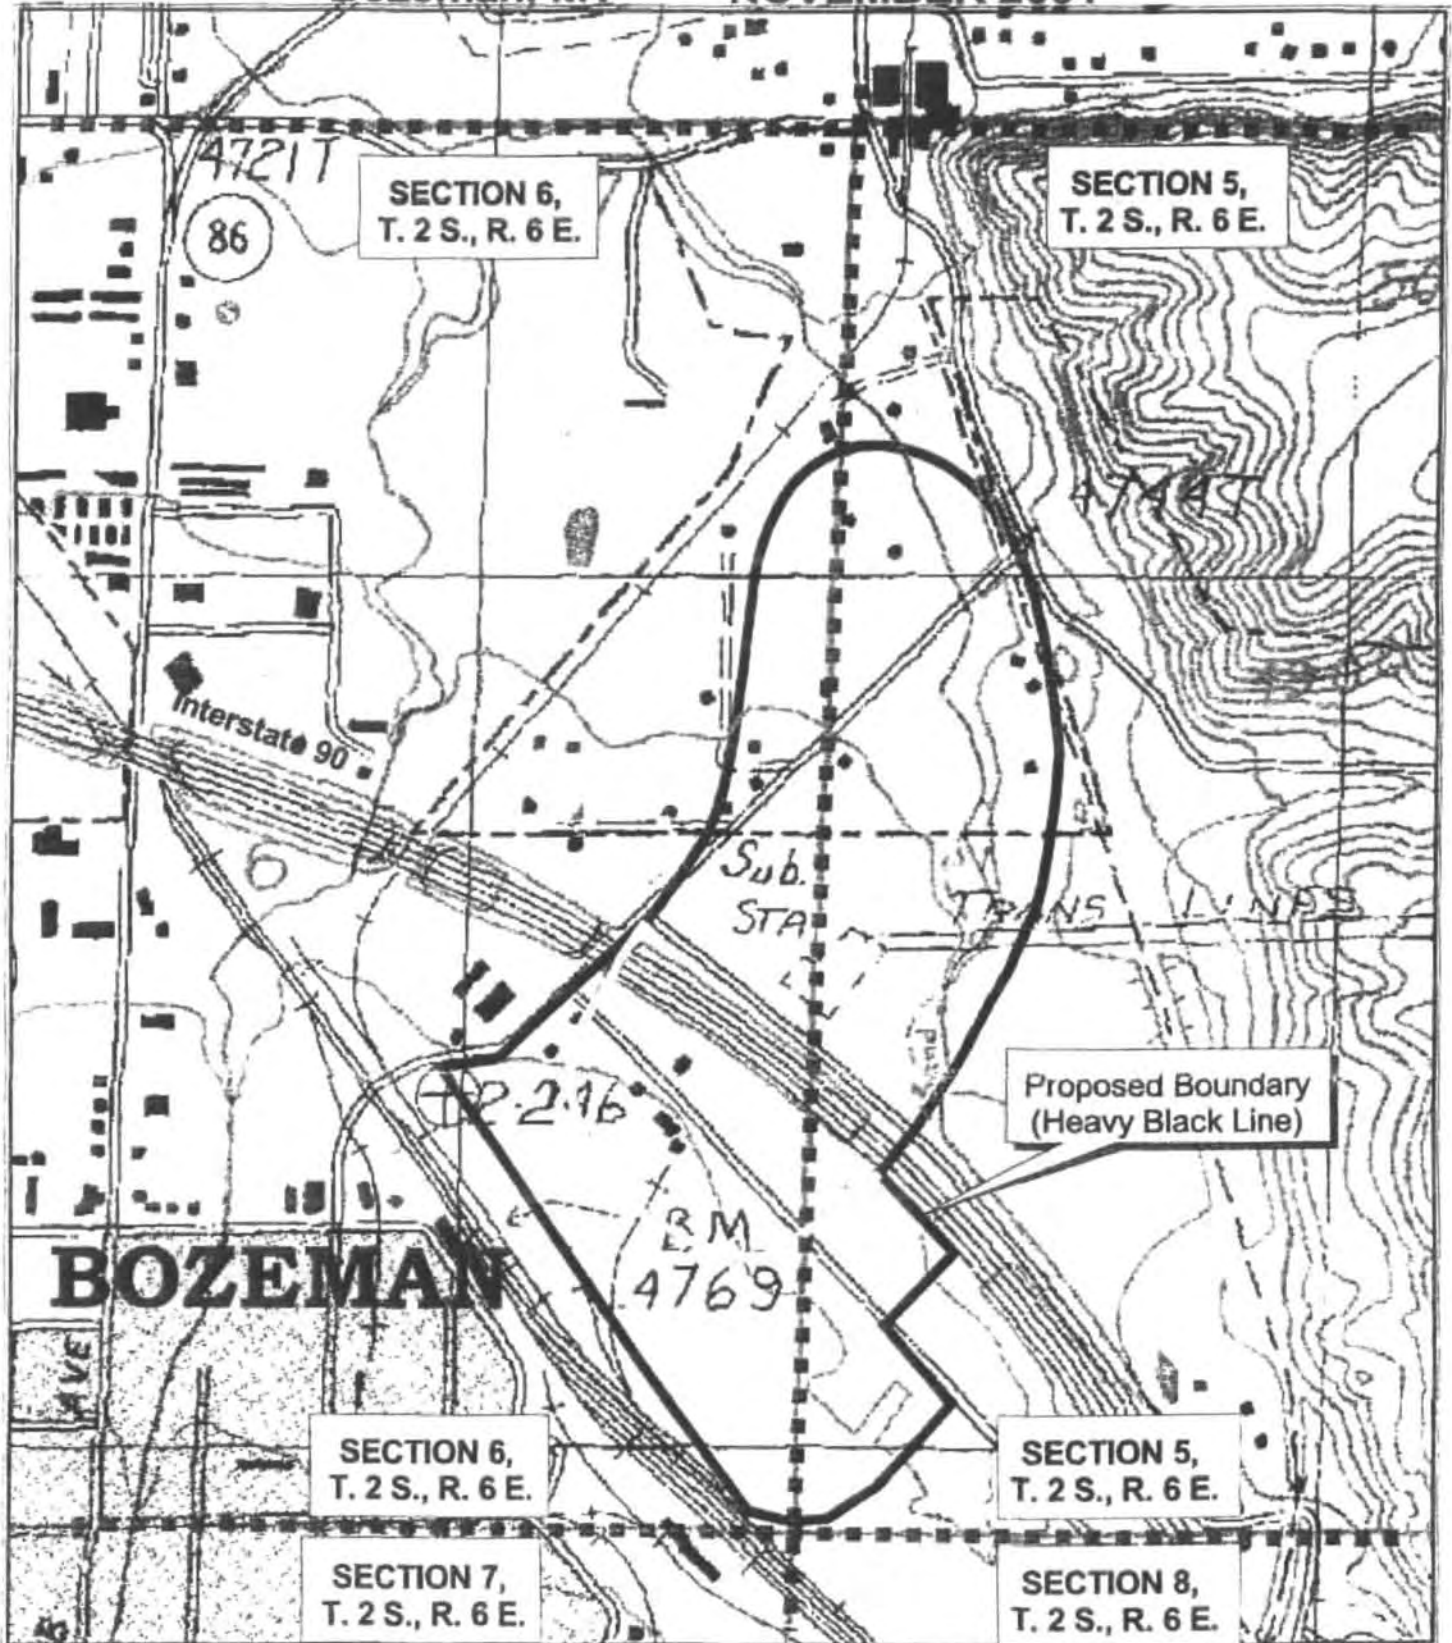 NOVEMBER
4721T
SECTION 6,
T. 2 S., R. 6 E.
SECTION 5,
T. 2 S., R. 6 E.
86
4744T
Interstate 90
Sub.
STA
TRANS LINES
Proposed Boundary
(Heavy Black Line)
BM
4769
BOZEMAN
AVE
SECTION 6,
T. 2 S., R. 6 E.
SECTION 5,
T. 2 S., R. 6 E.
SECTION 7,
T. 2 S., R. 6 E.
SECTION 8,
T. 2 S., R. 6 E.